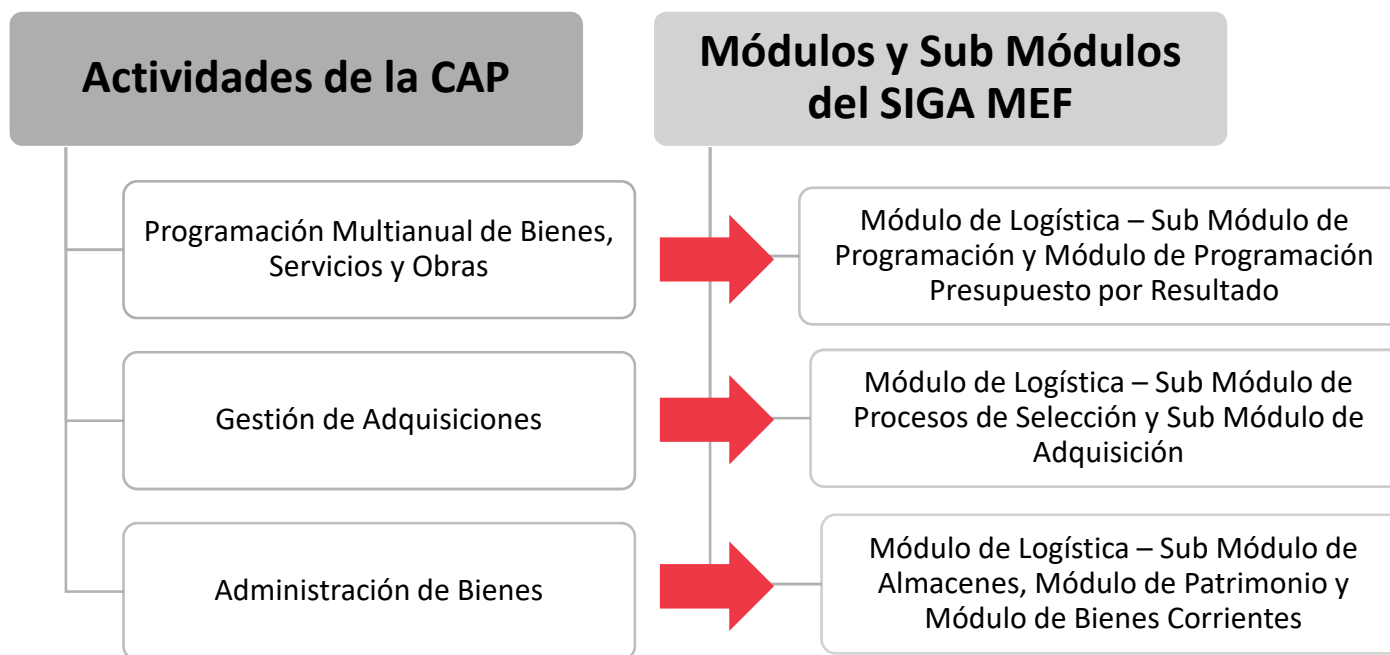 Actividades de la CAP
Módulos y Sub Módulos
del SIGA MEF
Programación Multianual de Bienes,
Servicios y Obras
Módulo de Logística – Sub Módulo de
Programación y Módulo de Programación
Presupuesto por Resultado
Gestión de Adquisiciones
Módulo de Logística – Sub Módulo de
Procesos de Selección y Sub Módulo de
Adquisición
Administración de Bienes
Módulo de Logística – Sub Módulo de
Almacenes, Módulo de Patrimonio y
Módulo de Bienes Corrientes